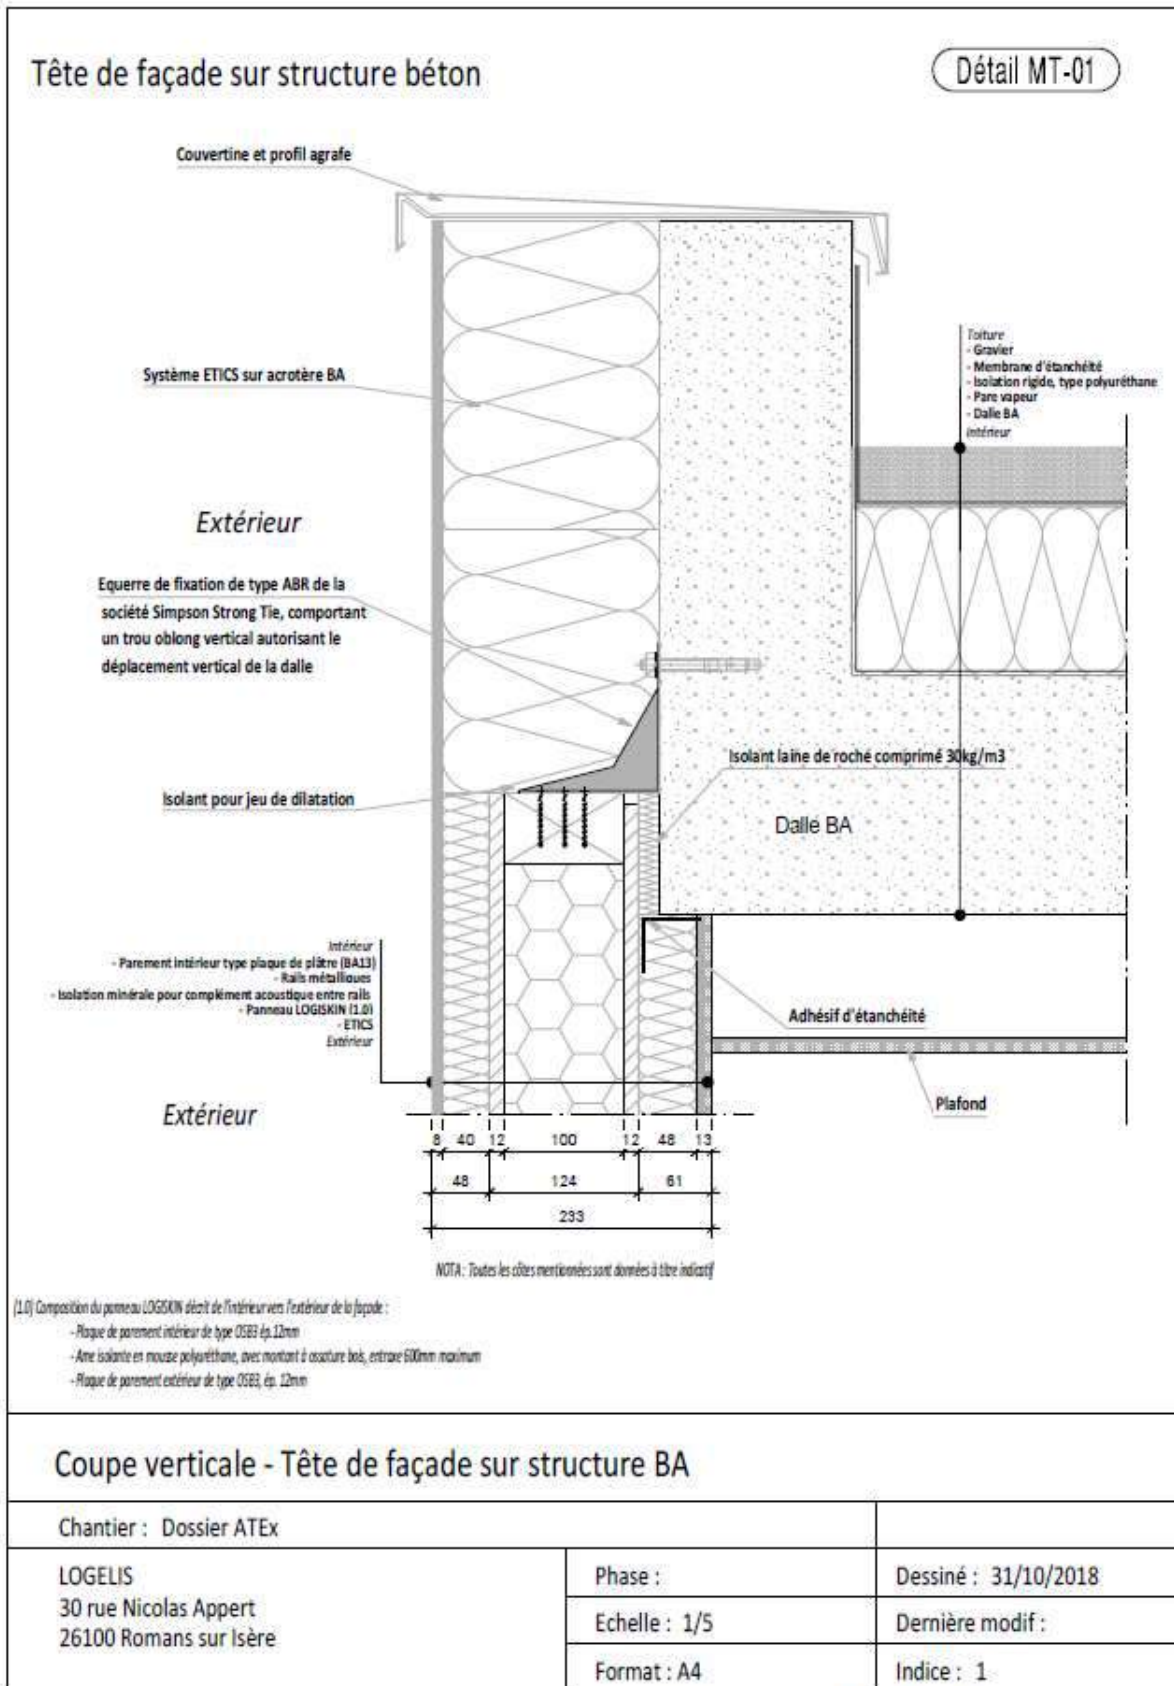 Tête de façade sur structure béton
Détail MT-01
Couvertine et profil agrafe
Système ETICS sur acrotère BA
Toiture
- Gravier
- Membrane d'étanchéité
- Isolation rigide, type polyuréthane
- Pare vapeur
- Dalle BA
Intérieur
Extérieur
Equerre de fixation de type ABR de la
société Simpson Strong Tie, comportant
un trou oblong vertical autorisant le
déplacement vertical de la dalle
Isolant laine de roche comprimé 30kg/m3
Isolant pour jeu de dilatation
Dalle BA
Intérieur
- Parement intérieur type plaque de plâtre (BA13)
- Rails métalliques
- Isolation minérale pour complément acoustique entre rails
- Panneau LOGISKIN (1.0)
- ETICS
Extérieur
Adhésif d'étanchéité
Plafond
Extérieur
8 40 12 100 12 48 13
48 124 61
233
NOTA : Toutes les côtes mentionnées sont données à titre indicatif
(1.0) Composition du panneau LOGISKIN décrit de l'intérieur vers l'extérieur de la façade :
- Plaque de parement intérieur de type OSB3 ép.12mm
- Ame isolante en mousse polyuréthane, avec montant à ossature bois, entraxe 600mm maximum
- Plaque de parement extérieur de type OSB3, ép. 12mm
Coupe verticale - Tête de façade sur structure BA
Chantier : Dossier ATEx
LOGELIS
30 rue Nicolas Appert
26100 Romans sur Isère
Phase :
Echelle : 1/5
Format : A4
Dessiné : 31/10/2018
Dernière modif :
Indice : 1